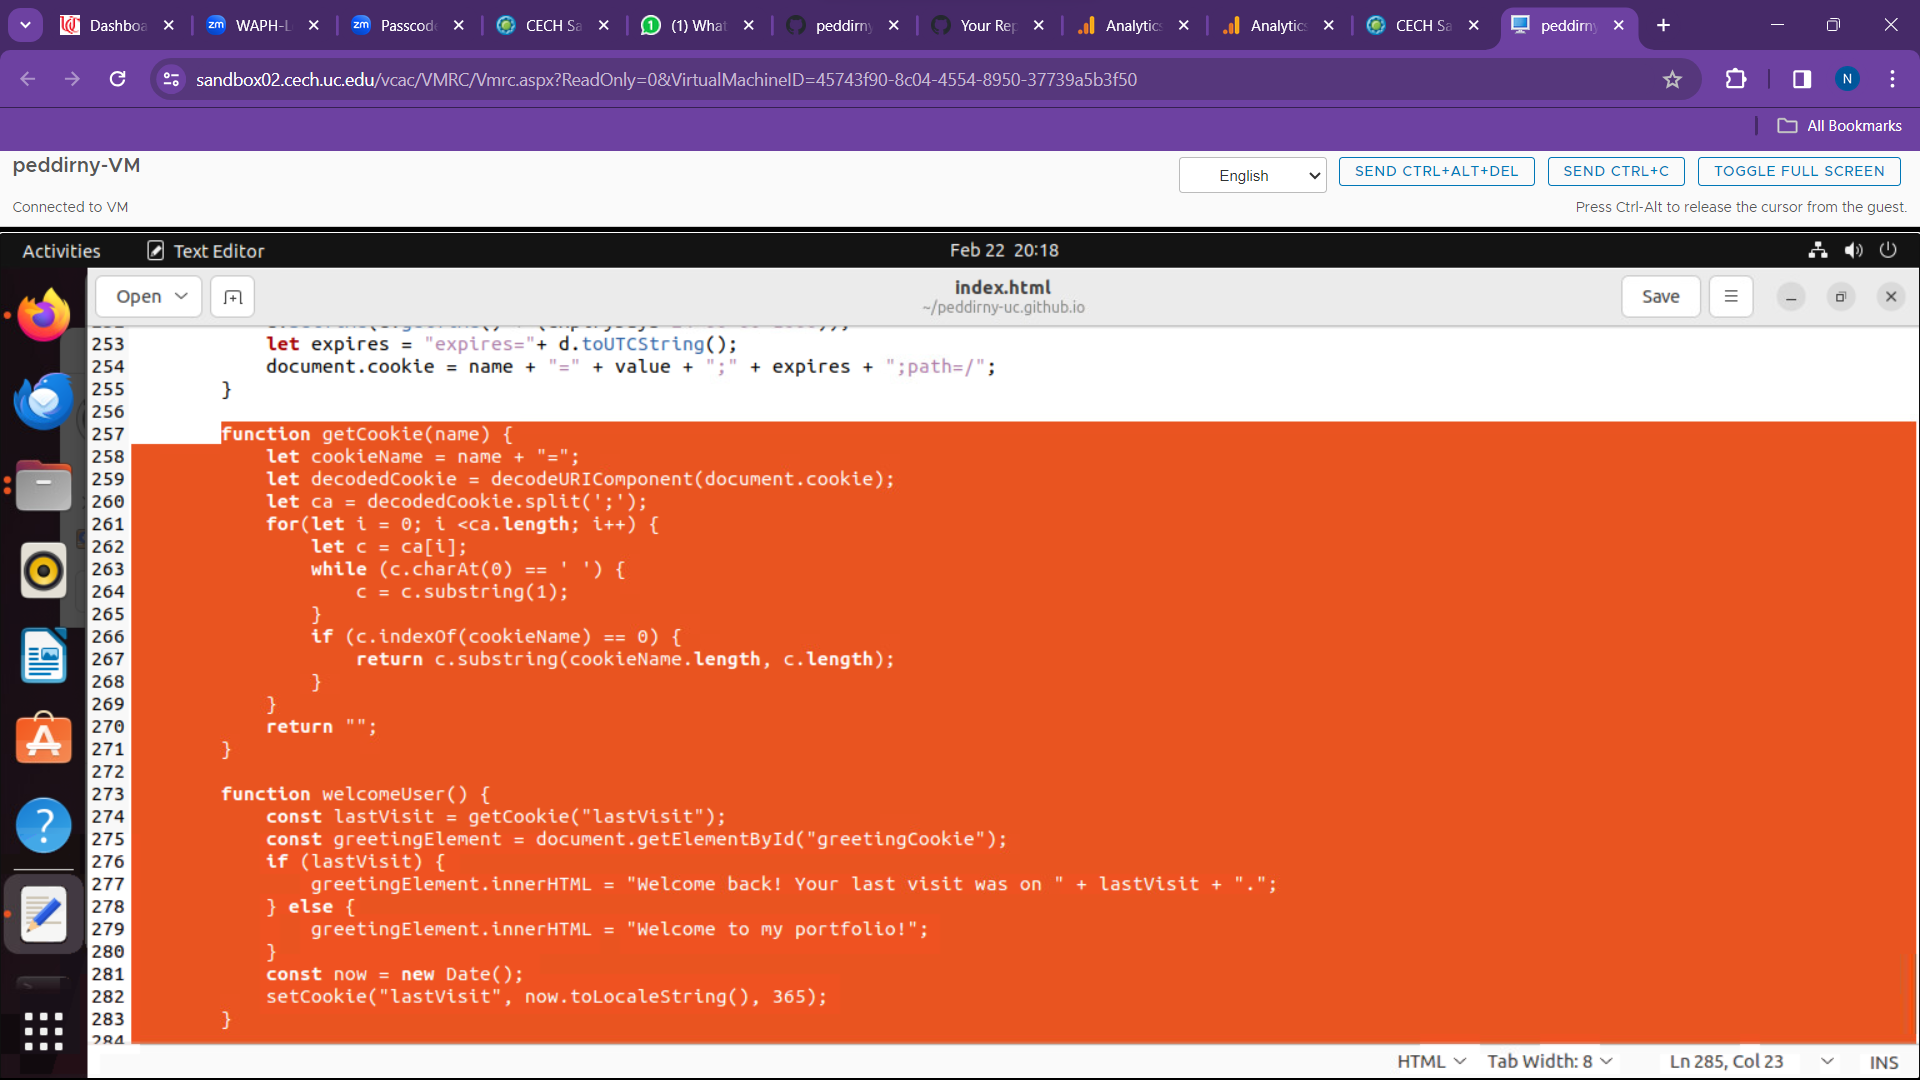 Dashboa
zm WAPH-L
zm Passcod
CECH Sa
(1) What
peddirny
Your Rep
Analytics
Analytics
CECH Sa
peddirny
sandbox02.cech.uc.edu/vcac/VMRC/Vmrc.aspx?ReadOnly=0&VirtualMachineID=45743f90-8c04-4554-8950-37739a5b3f50
N
All Bookmarks
peddirny-VM
English
SEND CTRL+ALT+DEL
SEND CTRL+C
TOGGLE FULL SCREEN
Connected to VM
Press Ctrl-Alt to release the cursor from the guest.
Activities
Text Editor
Feb 22 20:18
Open
index.html
~/peddirny-uc.github.io
Save
253 let expires = "expires="+ d.toUTCString();
254 document.cookie = name + "=" + value + ";" + expires + ";path=/";
255 }
256
257 function getCookie(name) {
258 let cookieName = name + "=";
259 let decodedCookie = decodeURIComponent(document.cookie);
260 let ca = decodedCookie.split(';');
261 for(let i = 0; i <ca.length; i++) {
262 let c = ca[i];
263 while (c.charAt(0) == ' ') {
264 c = c.substring(1);
265 }
266 if (c.indexOf(cookieName) == 0) {
267 return c.substring(cookieName.length, c.length);
268 }
269 }
270 return "";
271 }
272
273 function welcomeUser() {
274 const lastVisit = getCookie("lastVisit");
275 const greetingElement = document.getElementById("greetingCookie");
276 if (lastVisit) {
277 greetingElement.innerHTML = "Welcome back! Your last visit was on " + lastVisit + ".";
278 } else {
279 greetingElement.innerHTML = "Welcome to my portfolio!";
280 }
281 const now = new Date();
282 setCookie("lastVisit", now.toLocaleString(), 365);
283 }
284
HTML
Tab Width: 8
Ln 285, Col 23
INS